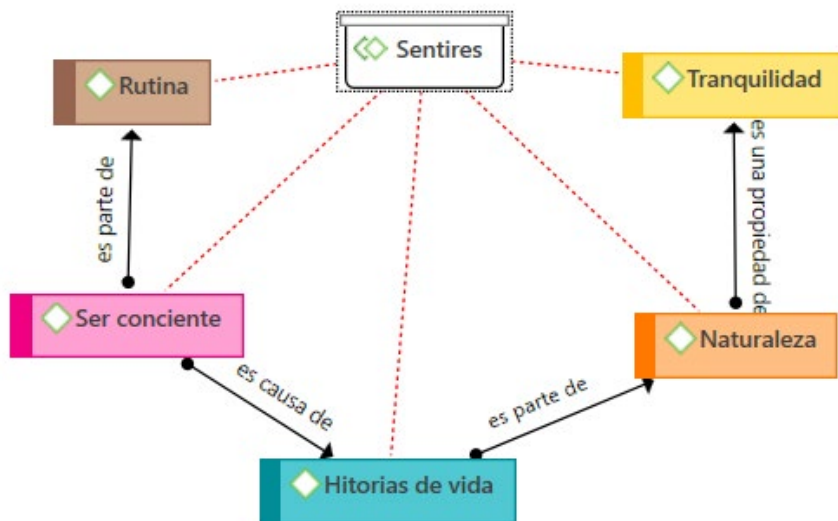 Sentires
Rutina
Tranquilidad
es parte de
es una propiedad de
Ser conciente
Naturaleza
es causa de
es parte de
Hitorias de vida